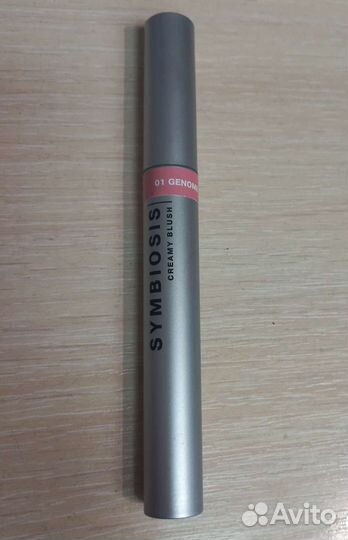 01 GENOM
SYMBIOSIS
CREAMY BLUSH
Avito